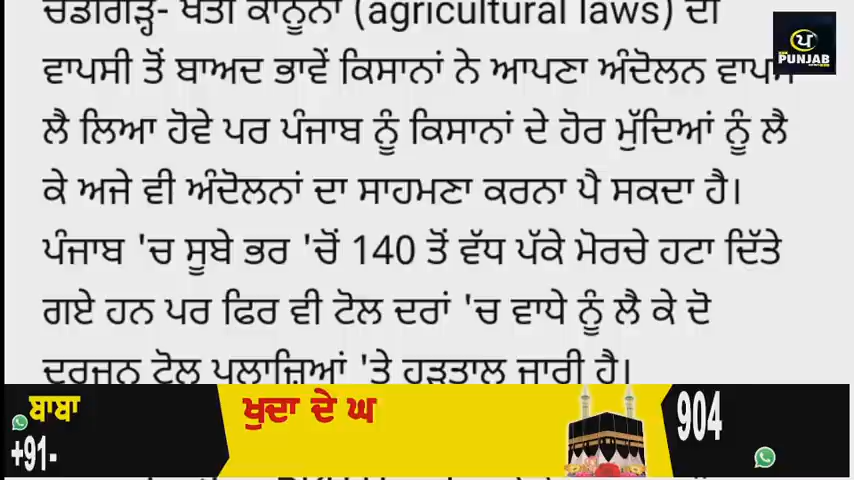 ਚੰਡੀਗੜ੍ਹ- ਖੇਤੀ ਕਾਨੂੰਨਾਂ (agricultural laws) ਦੀ
ਵਾਪਸੀ ਤੋਂ ਬਾਅਦ ਭਾਵੇਂ ਕਿਸਾਨਾਂ ਨੇ ਆਪਣਾ ਅੰਦੋਲਨ ਵਾਪਸ
ਲੈ ਲਿਆ ਹੋਵੇ ਪਰ ਪੰਜਾਬ ਨੂੰ ਕਿਸਾਨਾਂ ਦੇ ਹੋਰ ਮੁੱਦਿਆਂ ਨੂੰ ਲੈ
ਕੇ ਅਜੇ ਵੀ ਅੰਦੋਲਨਾਂ ਦਾ ਸਾਹਮਣਾ ਕਰਨਾ ਪੈ ਸਕਦਾ ਹੈ।
ਪੰਜਾਬ 'ਚ ਸੂਬੇ ਭਰ 'ਚੋਂ 140 ਤੋਂ ਵੱਧ ਪੱਕੇ ਮੋਰਚੇ ਹਟਾ ਦਿੱਤੇ
ਗਏ ਹਨ ਪਰ ਫਿਰ ਵੀ ਟੋਲ ਦਰਾਂ 'ਚ ਵਾਧੇ ਨੂੰ ਲੈ ਕੇ ਦੋ
ਦਰਜਨ ਟੋਲ ਪਲਾਜ਼ਿਆਂ 'ਤੇ ਹੜਤਾਲ ਜਾਰੀ ਹੈ।
ਪ
PUNJAB
ਬਾਬਾ
+91-
ਖੁਦਾ ਦੇ ਘ
904